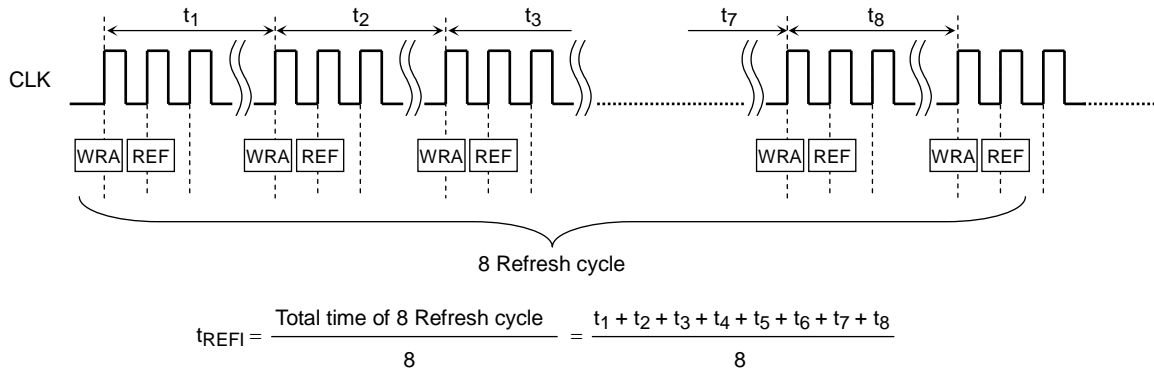 t1 t2 t3 t7 t8
CLK
WRA REF WRA REF WRA REF WRA REF WRA REF
8 Refresh cycle
tREFI = Total time of 8 Refresh cycle / 8 = t1 + t2 + t3 + t4 + t5 + t6 + t7 + t8 / 8